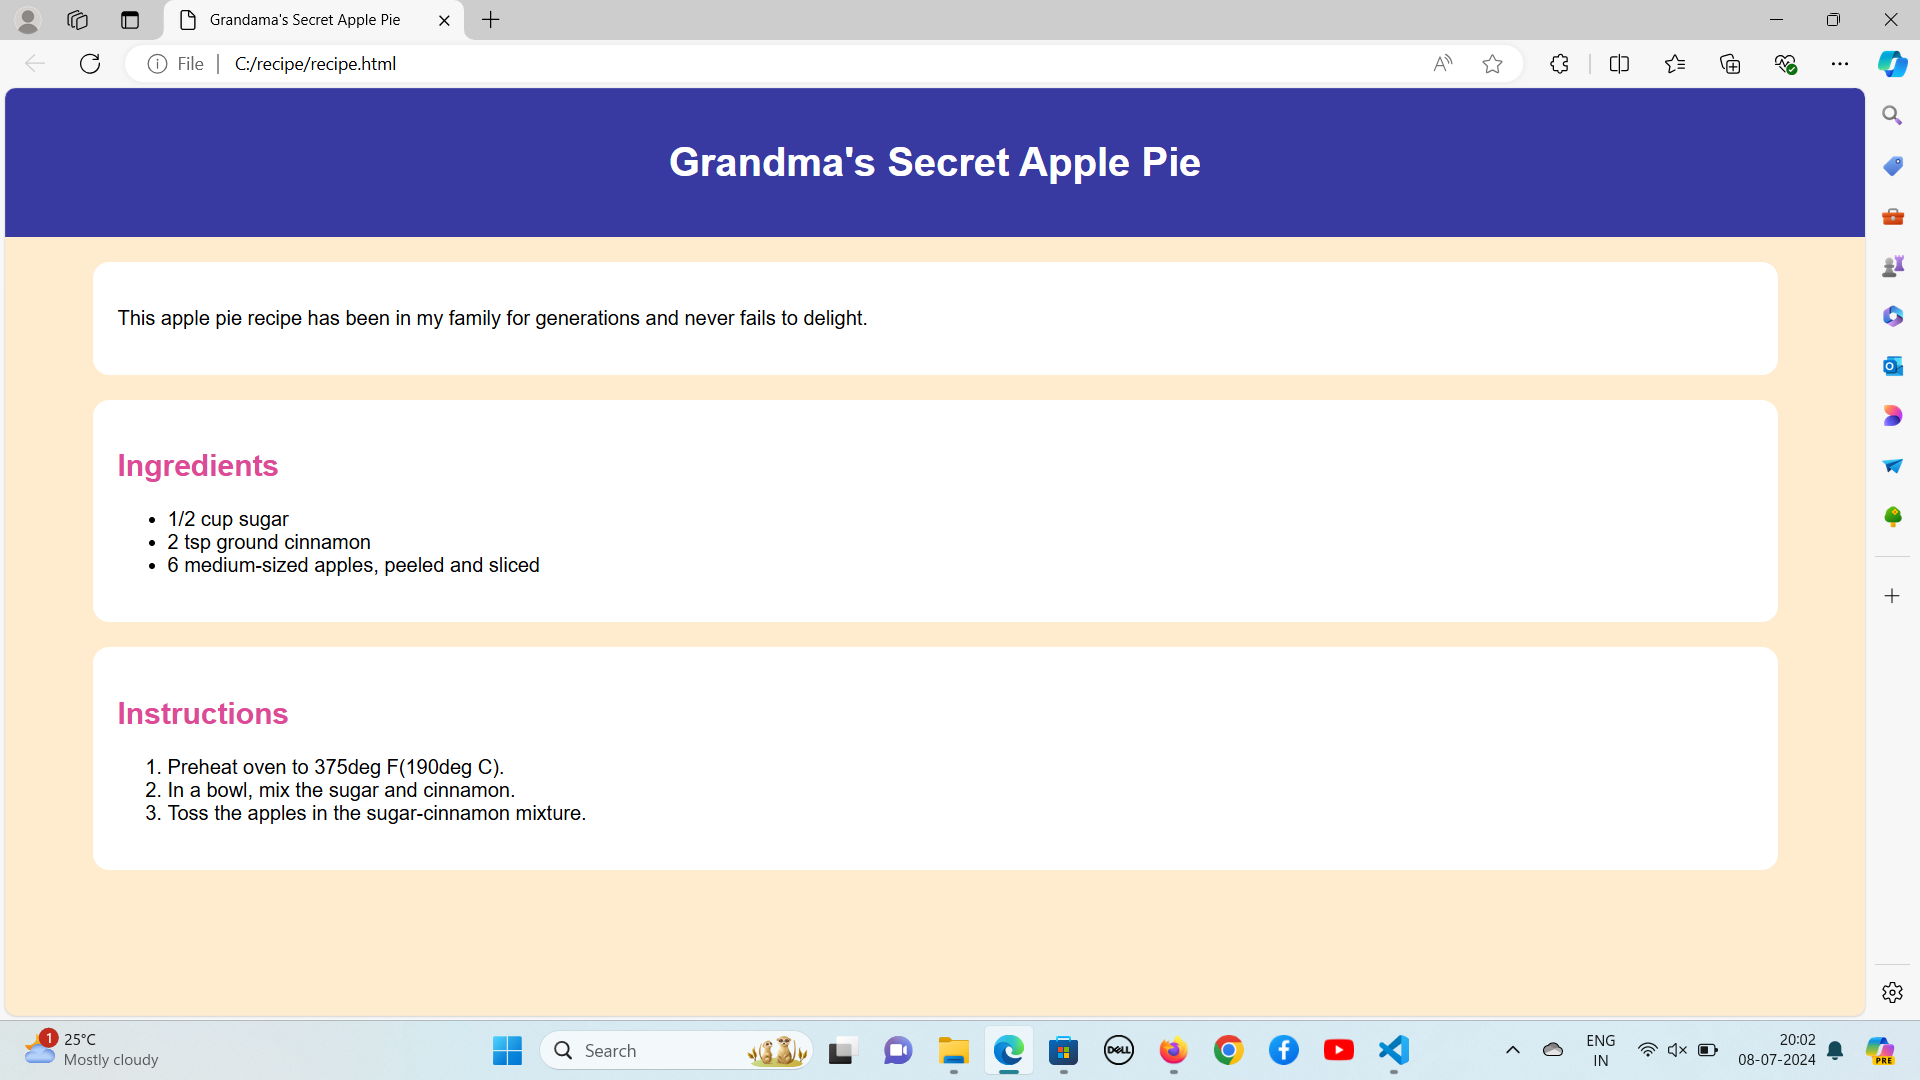 Grandama's Secret Apple Pie
File
C:/recipe/recipe.html
Grandma's Secret Apple Pie
This apple pie recipe has been in my family for generations and never fails to delight.
Ingredients
• 1/2 cup sugar
• 2 tsp ground cinnamon
• 6 medium-sized apples, peeled and sliced
Instructions
1. Preheat oven to 375deg F(190deg C).
2. In a bowl, mix the sugar and cinnamon.
3. Toss the apples in the sugar-cinnamon mixture.
1
25°C
Mostly cloudy
Search
DELL
ENG
IN
20:02
08-07-2024
PRE